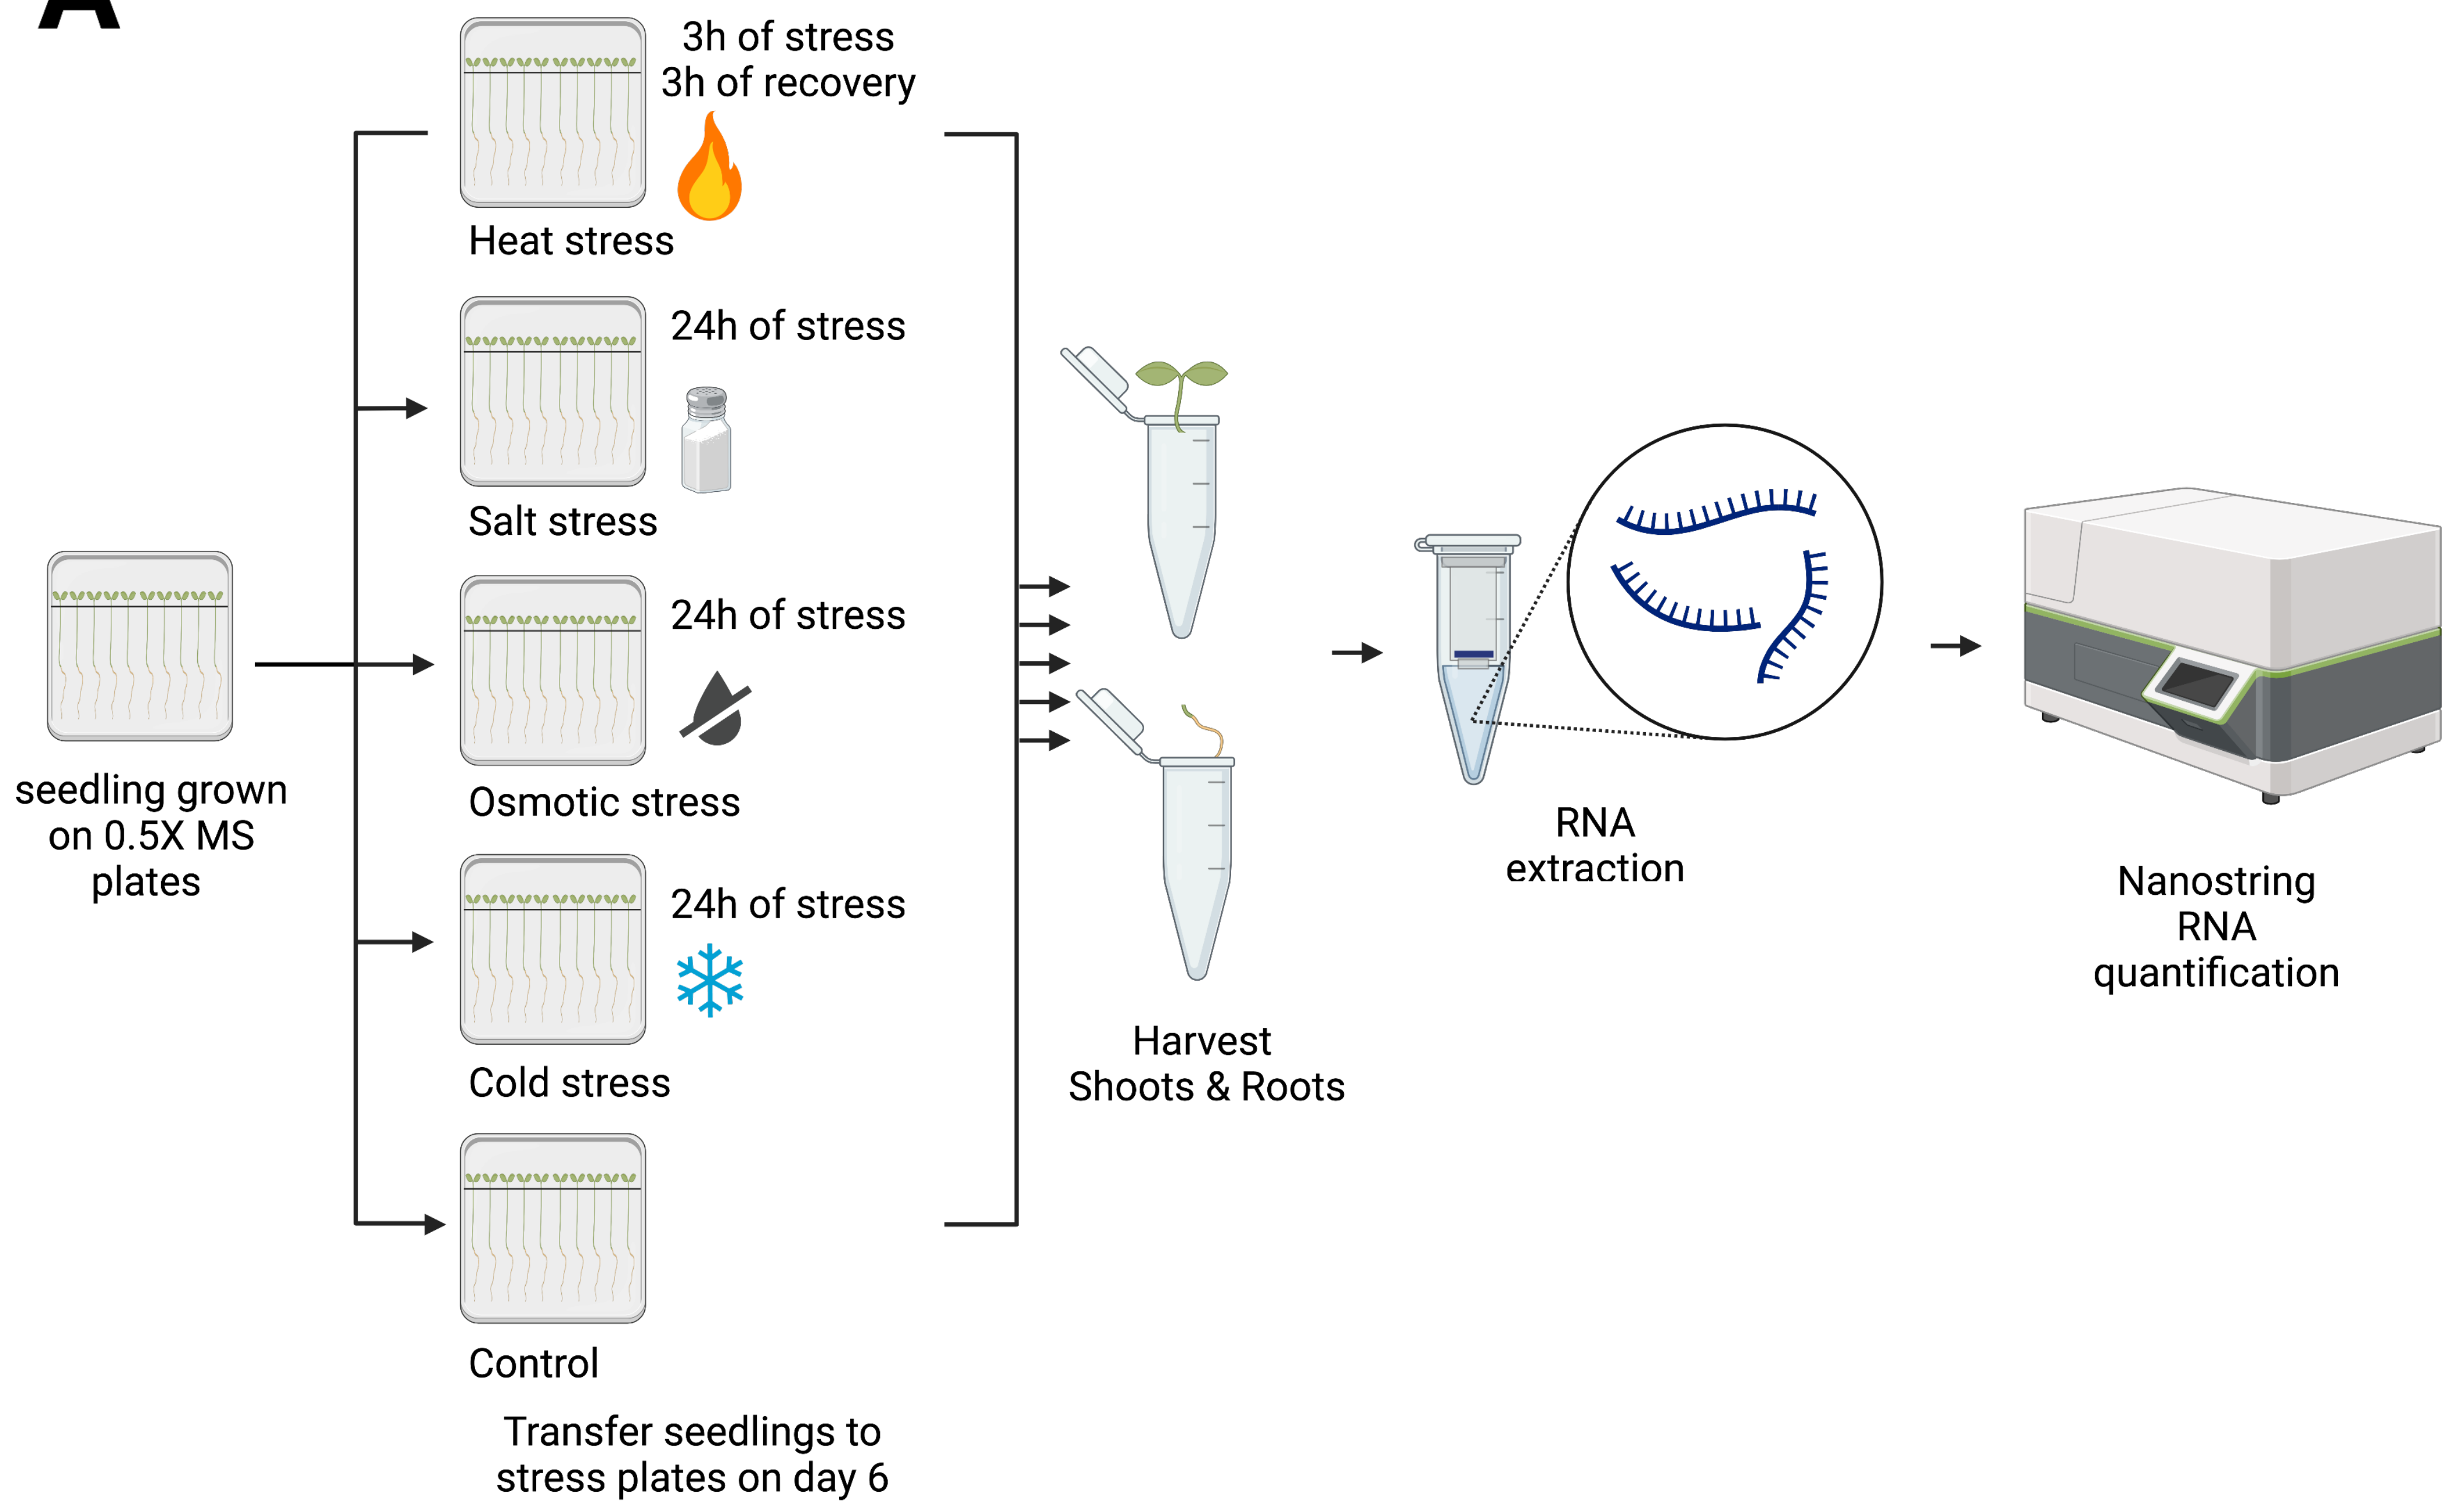 A
3h of stress
3h of recovery
Heat stress
24h of stress
Salt stress
24h of stress
Osmotic stress
24h of stress
Cold stress
Control
Transfer seedlings to
stress plates on day 6
seedling grown
on 0.5X MS
plates
Harvest
Shoots & Roots
RNA
extraction
Nanostring
RNA
quantification